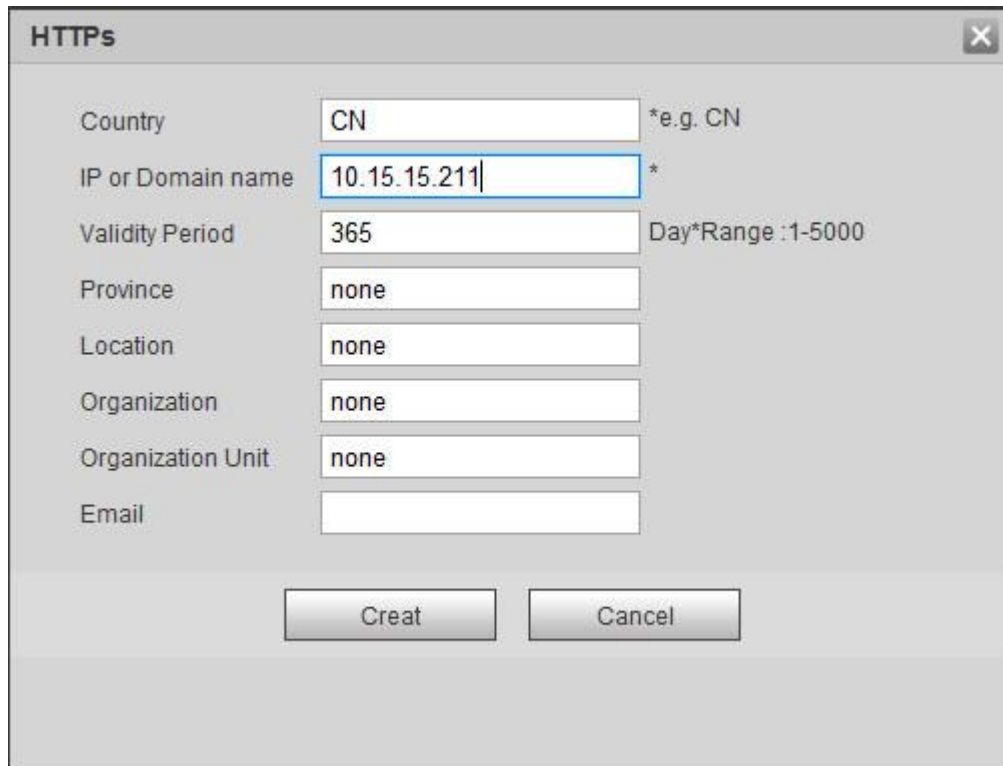 HTTPs
Country CN *e.g. CN
IP or Domain name 10.15.15.211 *
Validity Period 365 Day*Range :1-5000
Province none
Location none
Organization none
Organization Unit none
Email
Creat Cancel